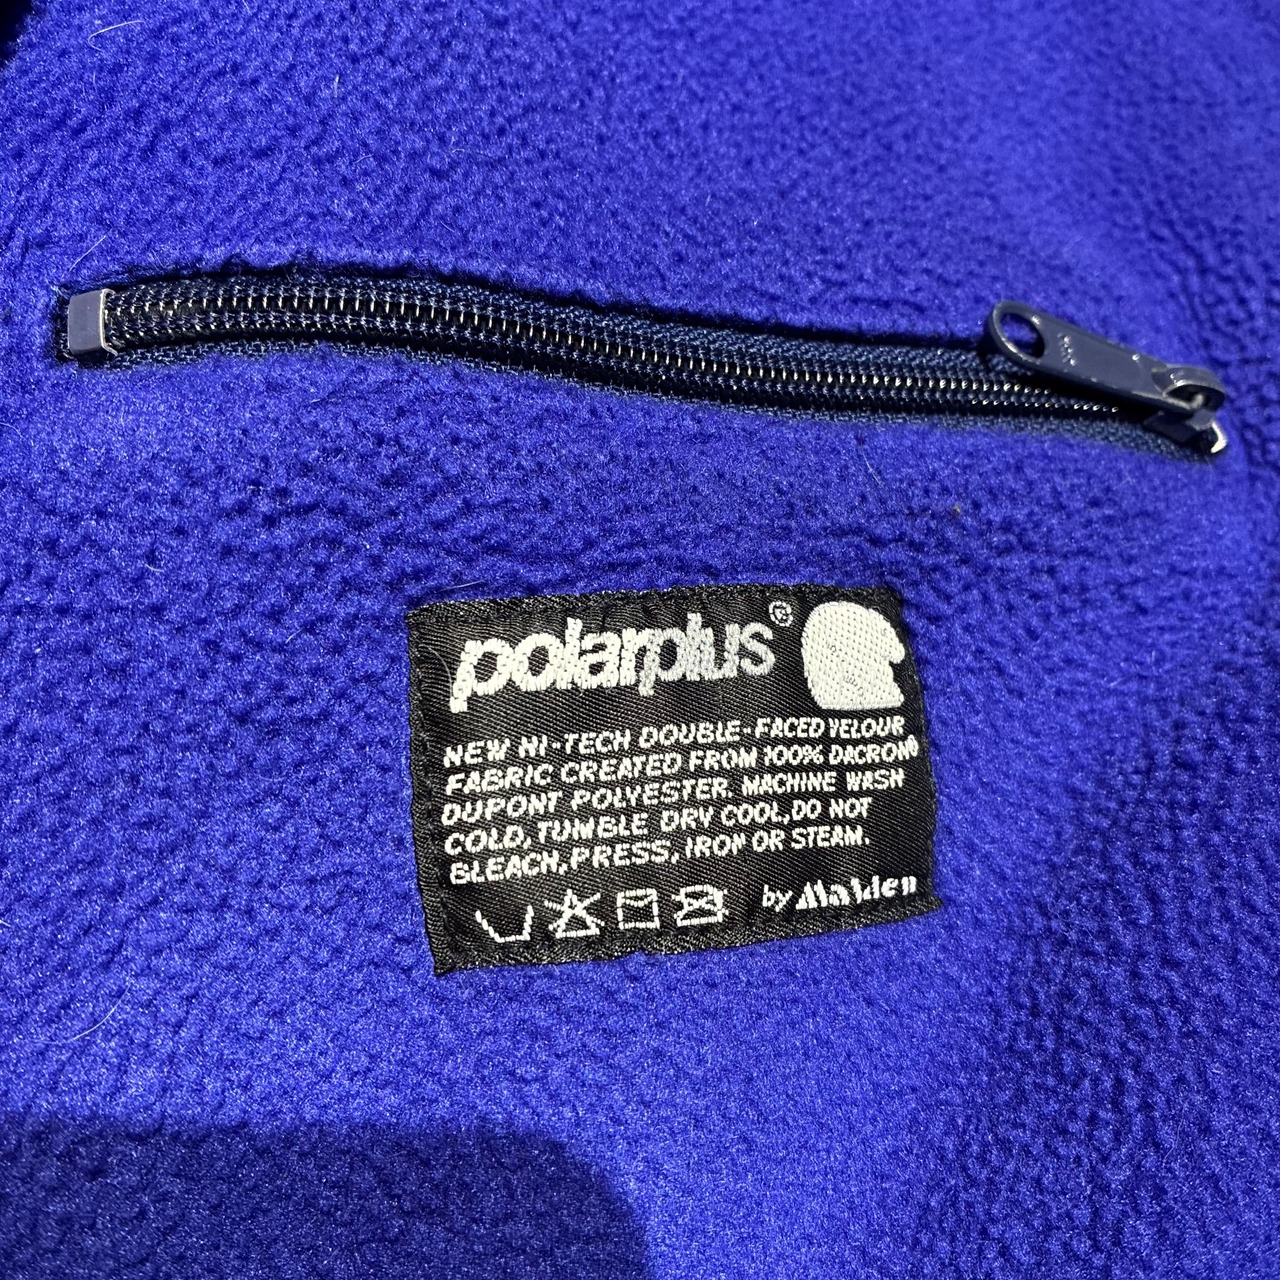 polarplus®
NEW HI-TECH DOUBLE-FACED VELOUR
FABRIC CREATED FROM 100% DACRON®
DUPONT POLYESTER. MACHINE WASH
COLD, TUMBLE DRY COOL, DO NOT
BLEACH, PRESS, IRON OR STEAM.
by Malden